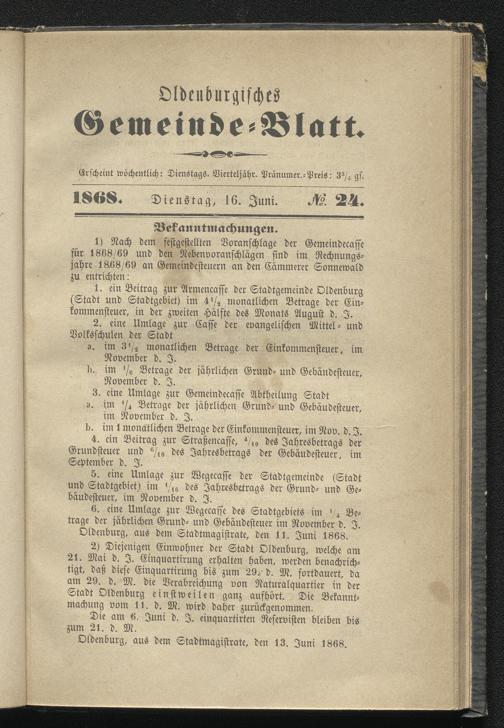 Oldenburgisches
Gemeinde-Blatt.
Erscheint wöchentlich: Dienstags. Vierteljähr. Pränumer.-Preis: 3¾ gs.
1868. Dienstag, 16. Juni. №. 24.
Bekanntmachungen.
1) Nach dem festgestellten Voranschlage der Gemeindecasse
für 1868/69 und den Nebenvoranschlägen sind im Rechnungs-
jahre 1868/69 an Gemeindesteuern an den Cämmerer Sonnewald
zu entrichten:
1. ein Beitrag zur Armencasse der Stadtgemeinde Oldenburg
(Stadt und Stadtgebiet) im 4½ monatlichen Betrage der Ein-
kommensteuer, in der zweiten Hälfte des Monats August d. J.
2. eine Umlage zur Casse der evangelischen Mittel- und
Volksschulen der Stadt
a. im 3½ monatlichen Betrage der Einkommensteuer, im
November d. J.
b. im Betrage der jährlichen Grund- und Gebäudesteuer,
November d. J.
3. eine Umlage zur Gemeindecasse Abtheilung Stadt
a. im ¼ Betrage der jährlichen Grund- und Gebäudesteuer,
im November d. J.
b. im 1 monatlichen Betrage der Einkommensteuer, im Nov. d. J.
4. ein Beitrag zur Straßencasse, 4/10 des Jahresbetrags der
Grundsteuer und 6/10 des Jahresbetrags der Gebäudesteuer, im
September d. J.
5. eine Umlage zur Wegecasse der Stadtgemeinde (Stadt
und Stadtgebiet) im 1/10 des Jahresbetrags der Grund- und Ge-
bäudesteuer, im November d. J.
6. eine Umlage zur Wegecasse des Stadtgebiets im ¼ Be-
trage der jährlichen Grund- und Gebäudesteuer im November d. J.
Oldenburg, aus dem Stadtmagistrate, den 11. Juni 1868.
2) Diejenigen Einwohner der Stadt Oldenburg, welche am
21. Mai d. J. Einquartirung erhalten haben, werden benachrich-
tigt, daß diese Einquartirung bis zum 29. d. M. fortdauert, da
am 29. d. M. die Verabreichung von Naturalquartier in der
Stadt Oldenburg einstweilen ganz aufhört. Die Bekannt-
machung vom 11. d. M. wird daher zurückgenommen.
Die am 6. Juni d. J. einquartirten Reservisten bleiben bis
zum 21. d. M.
Oldenburg, aus dem Stadtmagistrate, den 13. Juni 1868.